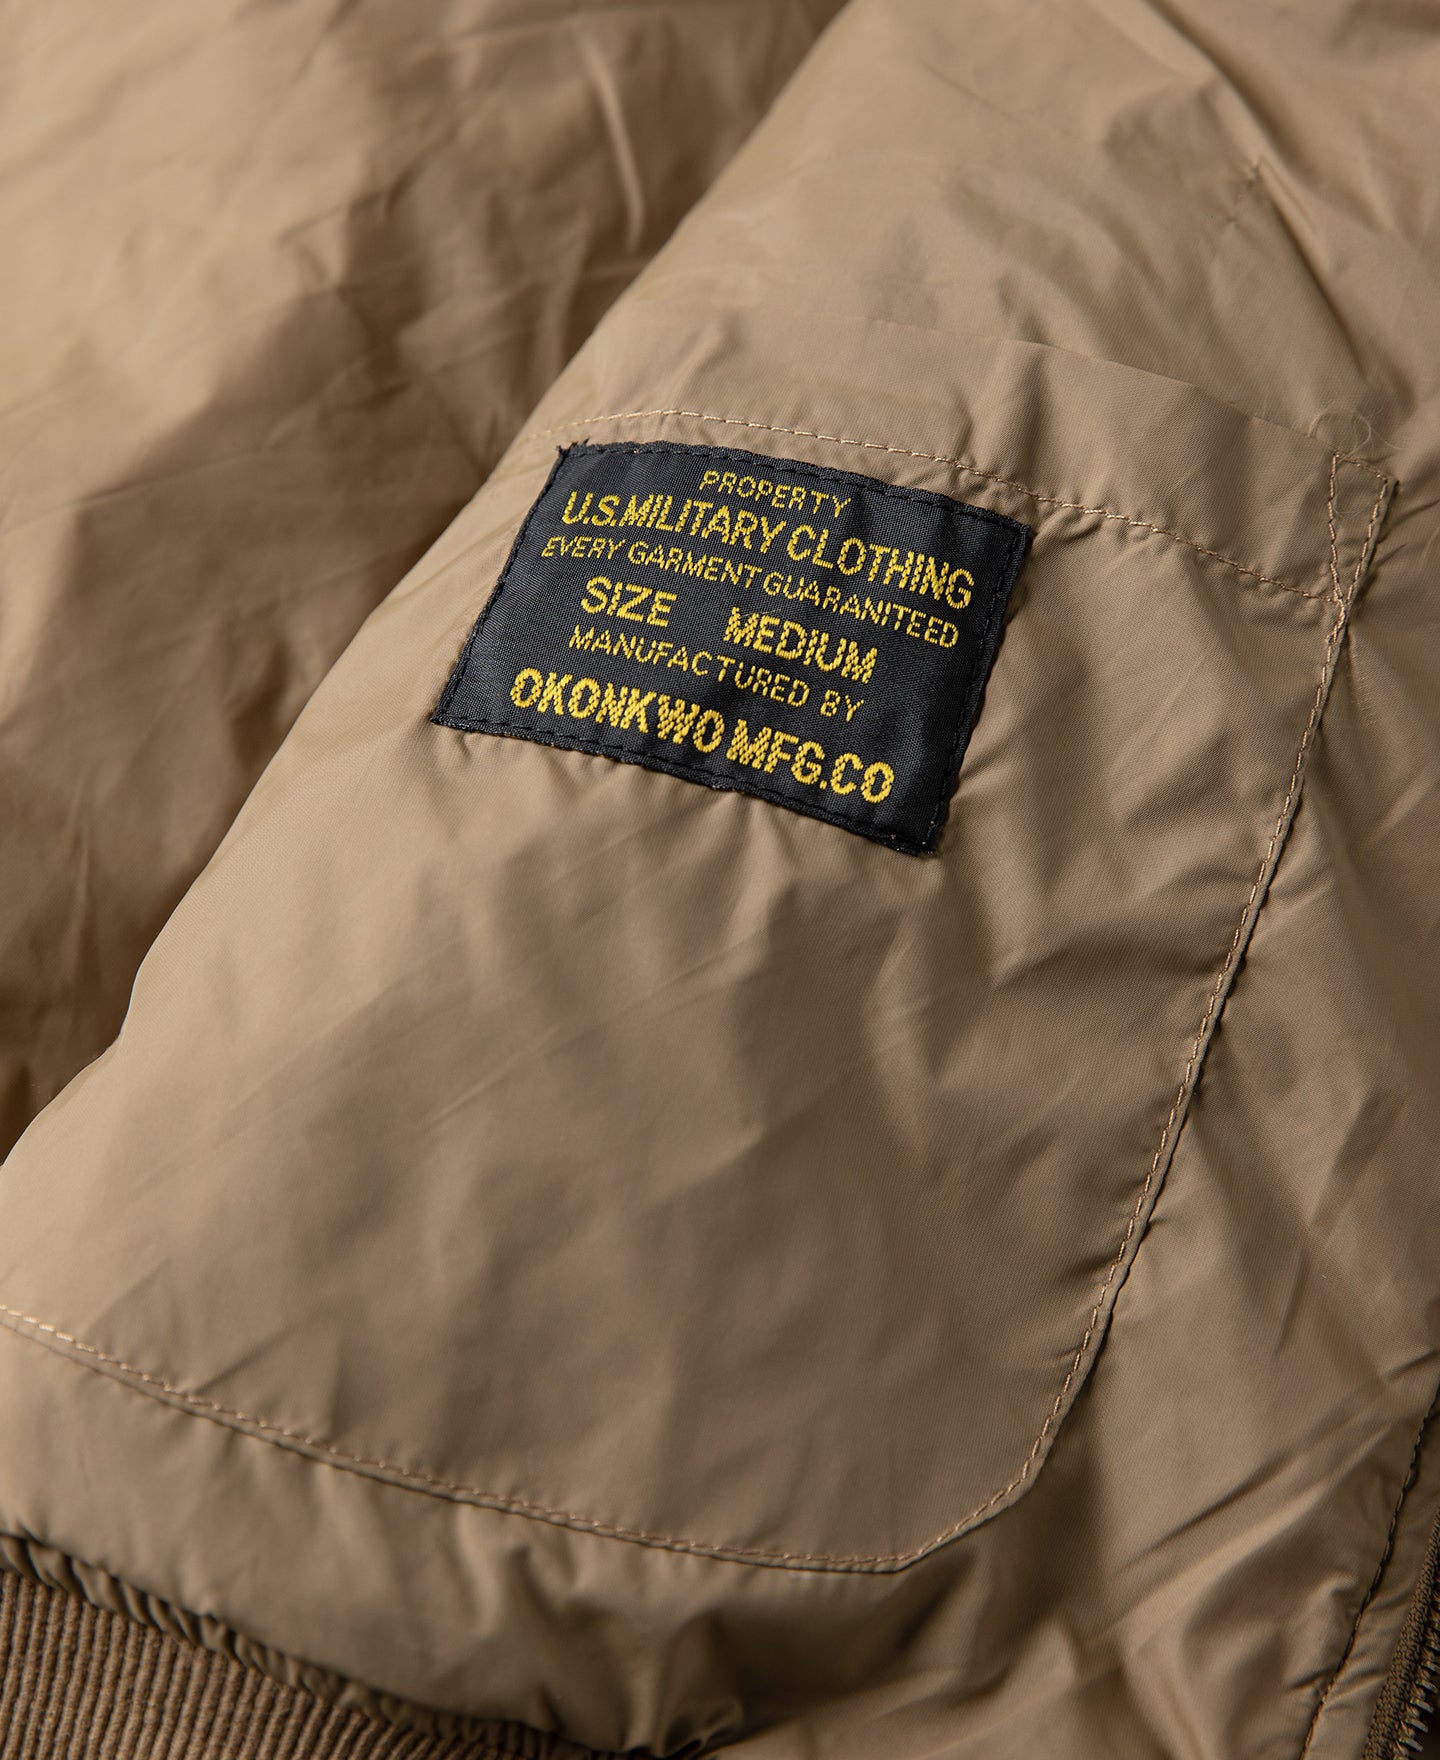 PROPERTY
U.S.MILITARY CLOTHING
EVERY GARMENT GUARANITEED
SIZE MEDIUM
MANUFACTURED BY
OKONKWO MFG.CO